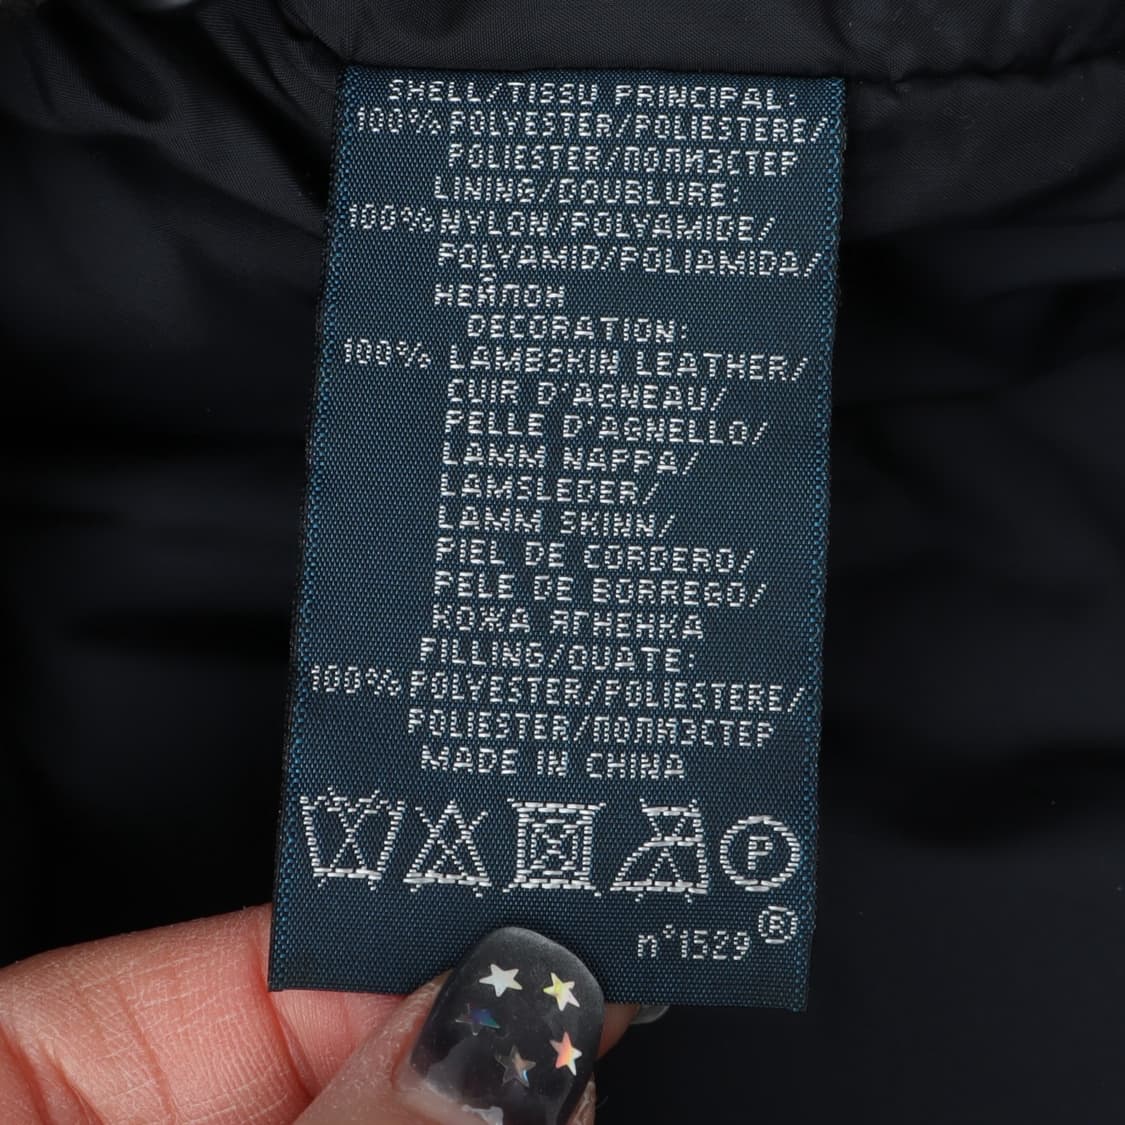 SHELL/TISSU PRINCIPAL:
100% POLYESTER/POLIESTERE/
POLIESTER/ПОЛИЭСТЕР
LINING/DOUBLURE:
100% NYLON/POLYAMIDE/
POLYAMID/POLIAMIDA/
НЕЙЛОН
DECORATION:
100% LAMBSKIN LEATHER/
CUIR D'AGNEAU/
PELLE D'AGNELLO/
LAMM NAPPA/
LAMSLEDER/
LAMM SKINN/
PIEL DE CORDERO/
PELE DE BORREGO/
КОЖА ЯГНЕНКА
FILLING/OUATE:
100% POLYESTER/POLIESTERE/
POLIESTER/ПОЛИЭСТЕР
MADE IN CHINA
P
n°1529 ®